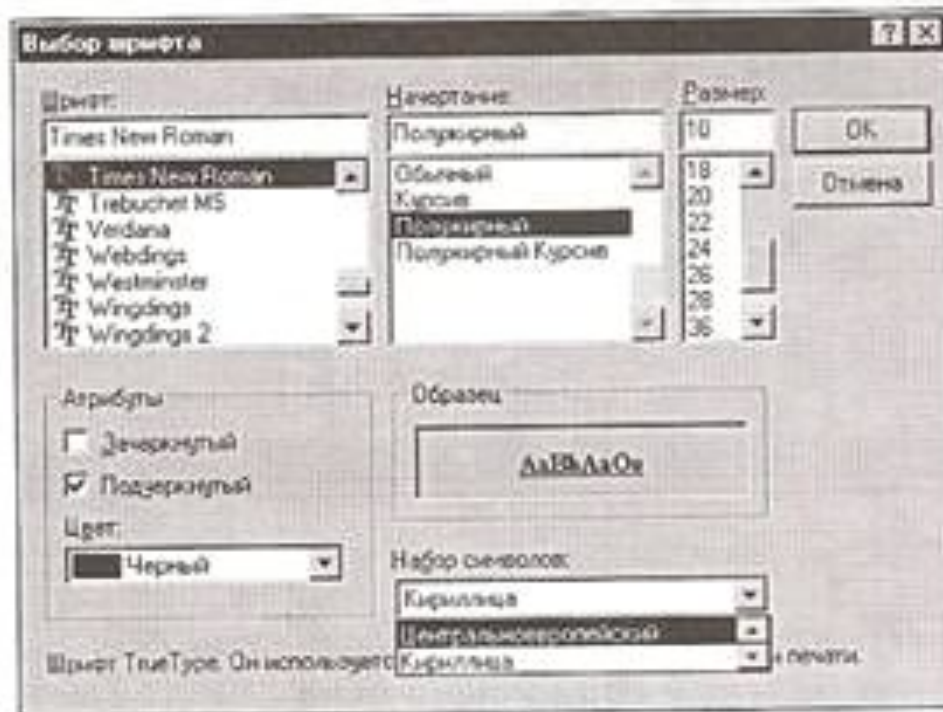 Выбор шрифта
Шрифт:
Times New Roman
Times New Roman
Trebuchet MS
Verdana
Webdings
Westminster
Wingdings
Wingdings 2
Начертание:
Полужирный
Обычный
Курсив
Полужирный
Полужирный Курсив
Размер:
10
18
20
22
24
26
28
36
OK
Отмена
Атрибуты
Зачеркнутый
Подчеркнутый
Цвет:
Черный
Образец
Набор символов:
Кириллица
Центральноевропейский
Кириллица
Шрифт TrueType. Он используетс
и печати.